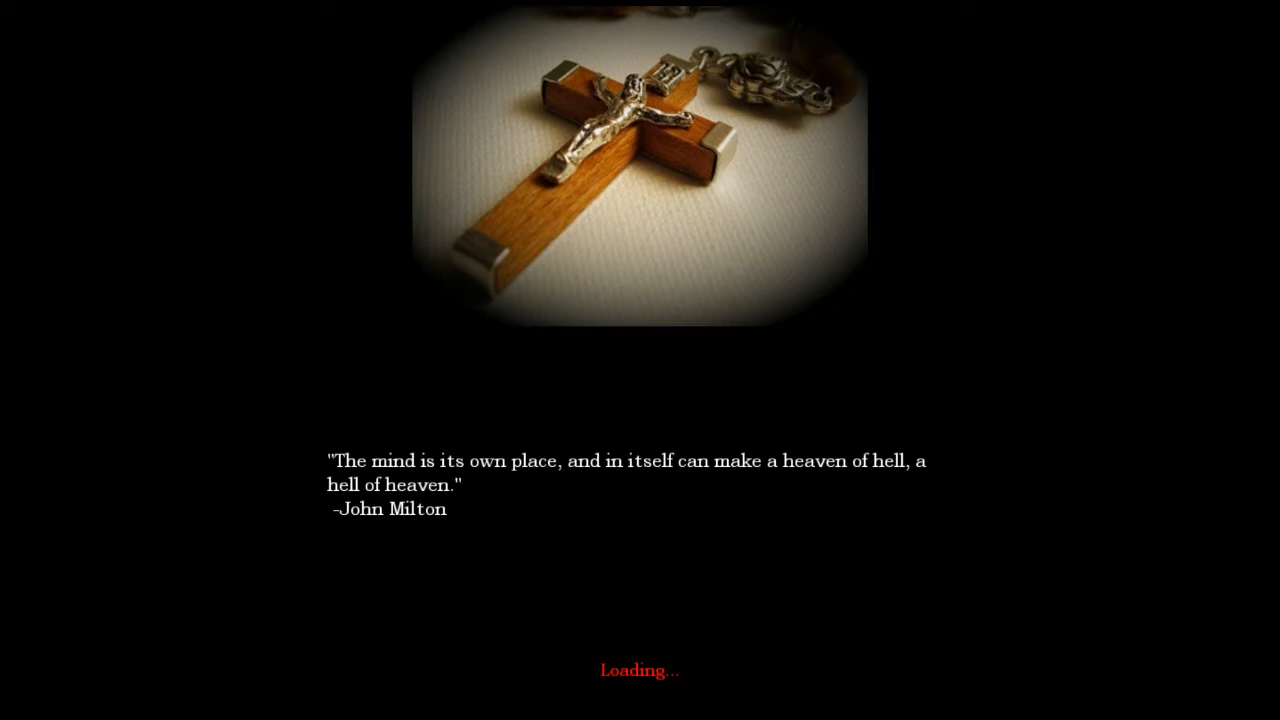 "The mind is its own place, and in itself can make a heaven of hell, a
hell of heaven."
-John Milton
Loading...